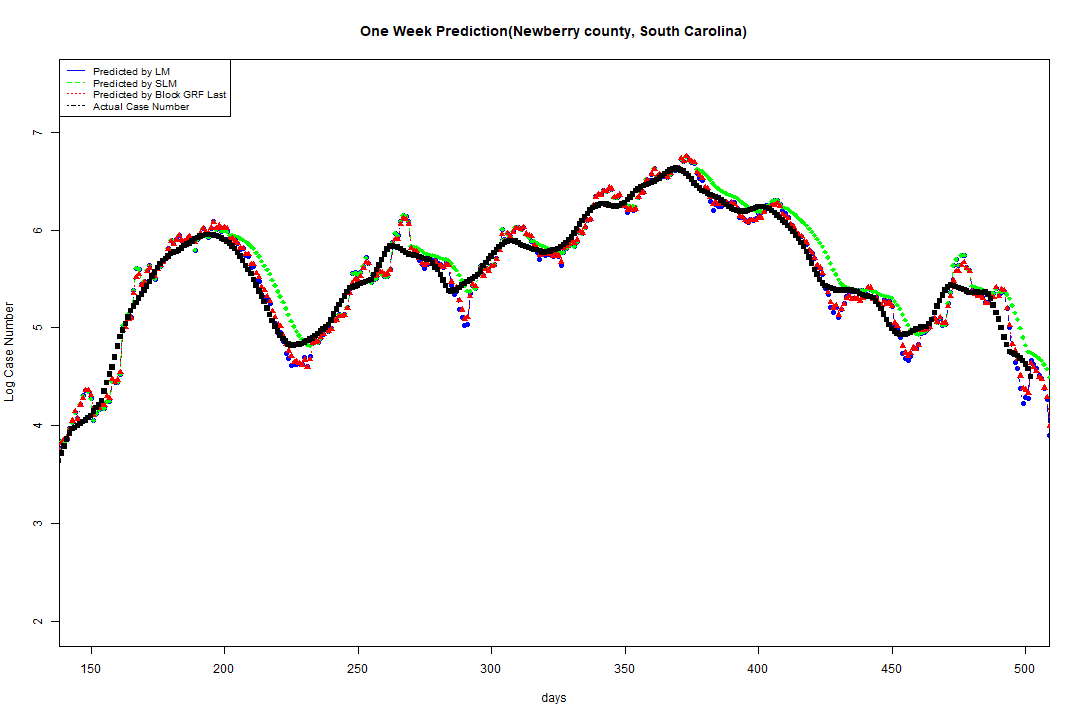 One Week Prediction(Newberry county, South Carolina)
Predicted by LM
Predicted by SLM
Predicted by Block GRF Last
Actual Case Number
7
6
5
4
3
2
Log Case Number
150 200 250 300 350 400 450 500
days